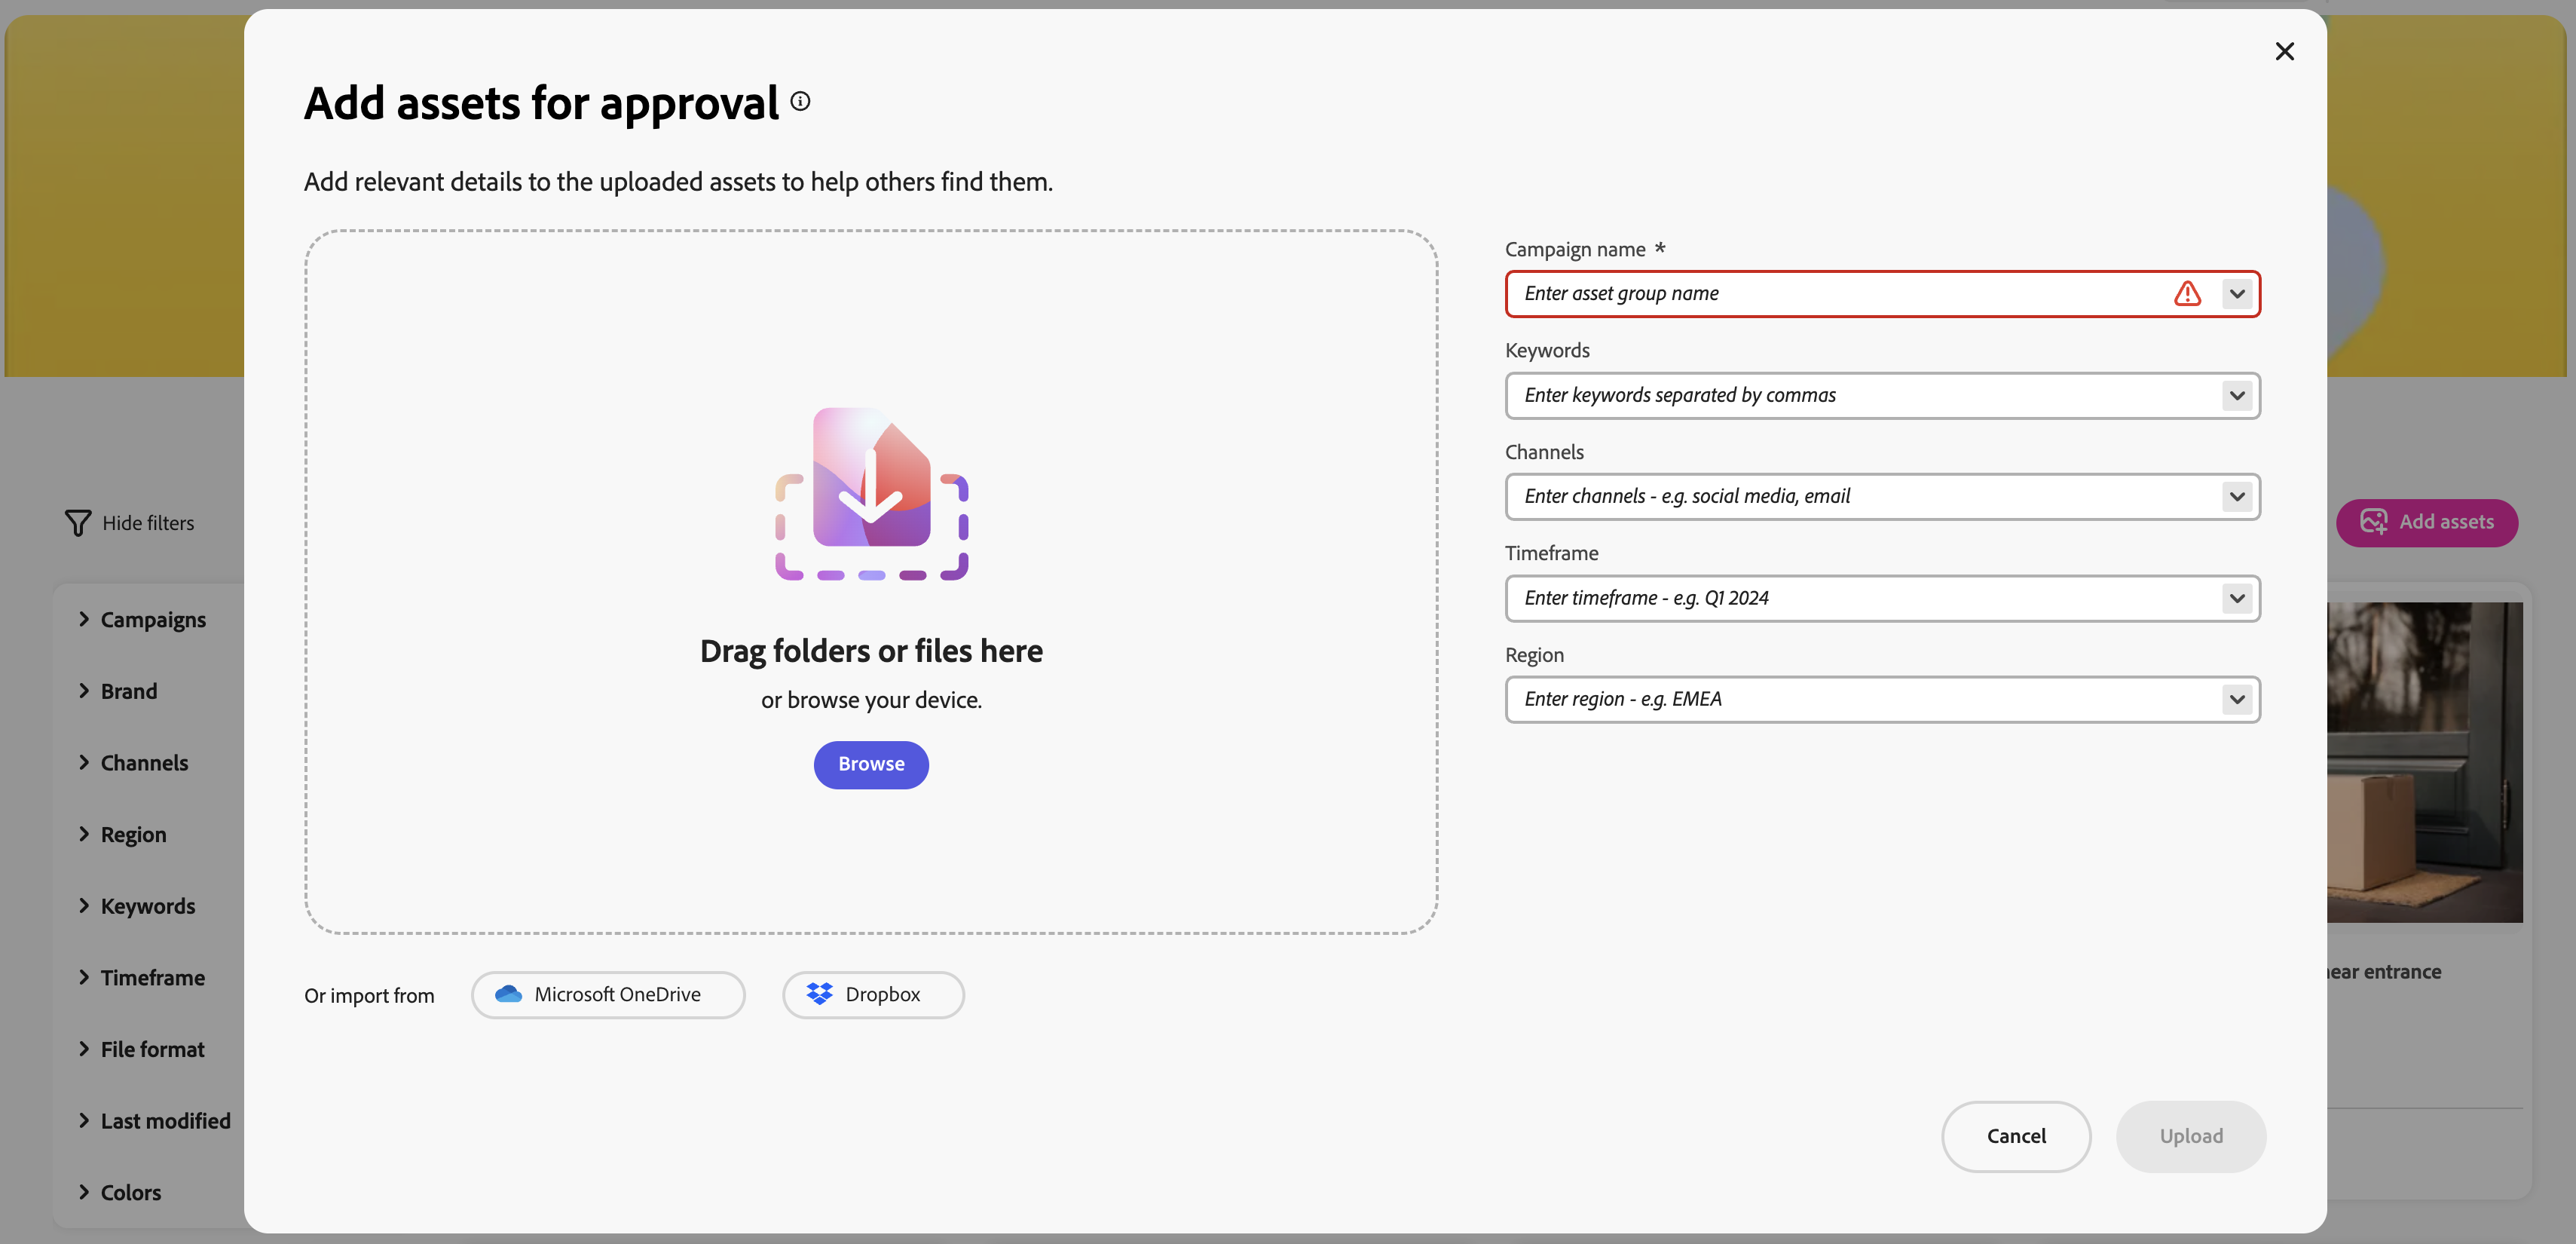 Add assets for approval
Add relevant details to the uploaded assets to help others find them.
Drag folders or files here
or browse your device.
Browse
Or import from
Microsoft OneDrive
Dropbox
Campaign name *
Enter asset group name
Keywords
Enter keywords separated by commas
Channels
Enter channels - e.g. social media, email
Timeframe
Enter timeframe - e.g. Q1 2024
Region
Enter region - e.g. EMEA
Cancel
Upload
Hide filters
Campaigns
Brand
Channels
Region
Keywords
Timeframe
File format
Last modified
Colors
Add assets
near entrance